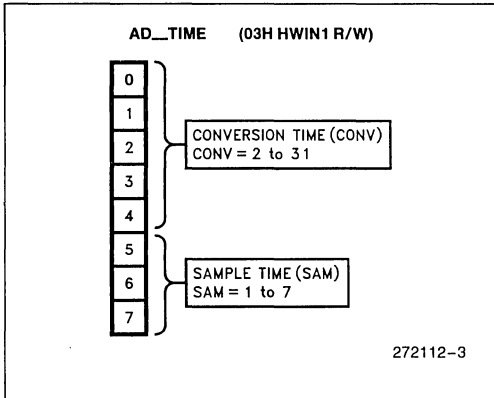 AD__TIME (03H HWIN1 R/W)
0
1
2
3
4
5
6
7
CONVERSION TIME (CONV)
CONV = 2 to 31
SAMPLE TIME (SAM)
SAM = 1 to 7
272112–3